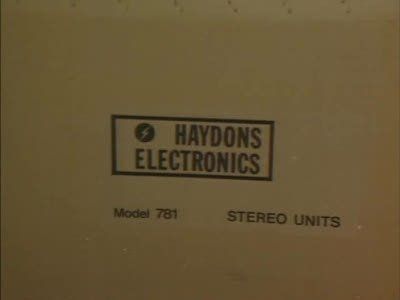 HAYDONS
ELECTRONICS
Model 781 STEREO UNITS